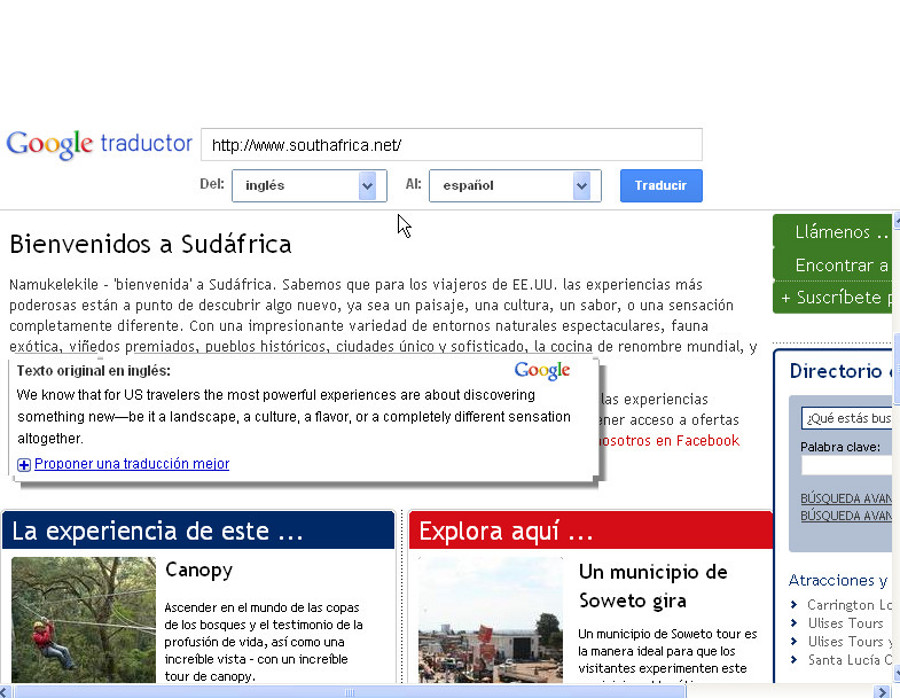 Google traductor
http://www.southafrica.net/
Del:
inglés
Al:
español
Traducir
Bienvenidos a Sudáfrica
Namukelekile - 'bienvenida' a Sudáfrica. Sabemos que para los viajeros de EE.UU. las experiencias más
poderosas están a punto de descubrir algo nuevo, ya sea un paisaje, una cultura, un sabor, o una sensación
completamente diferente. Con una impresionante variedad de entornos naturales espectaculares, fauna
exótica, viñedos premiados, pueblos históricos, ciudades único y sofisticado, la cocina de renombre mundial, y
las experiencias
ener acceso a ofertas
nosotros en Facebook
Texto original en inglés:
Google
We know that for US travelers the most powerful experiences are about discovering
something new—be it a landscape, a culture, a flavor, or a completely different sensation
altogether.
Proponer una traducción mejor
La experiencia de este ...
Canopy
Ascender en el mundo de las copas
de los bosques y el testimonio de la
profusión de vida, así como una
increíble vista - con un increíble
tour de canopy.
Explora aquí ...
Un municipio de
Soweto gira
Un municipio de Soweto tour es
la manera ideal para que los
visitantes experimenten este
Llámenos ..
Encontrar a
+ Suscríbete p
Directorio
¿Qué estás bus
Palabra clave:
BÚSQUEDA AVAN
BÚSQUEDA AVAN
Atracciones y
Carrington Lo
Ulises Tours
Ulises Tours y
Santa Lucía C